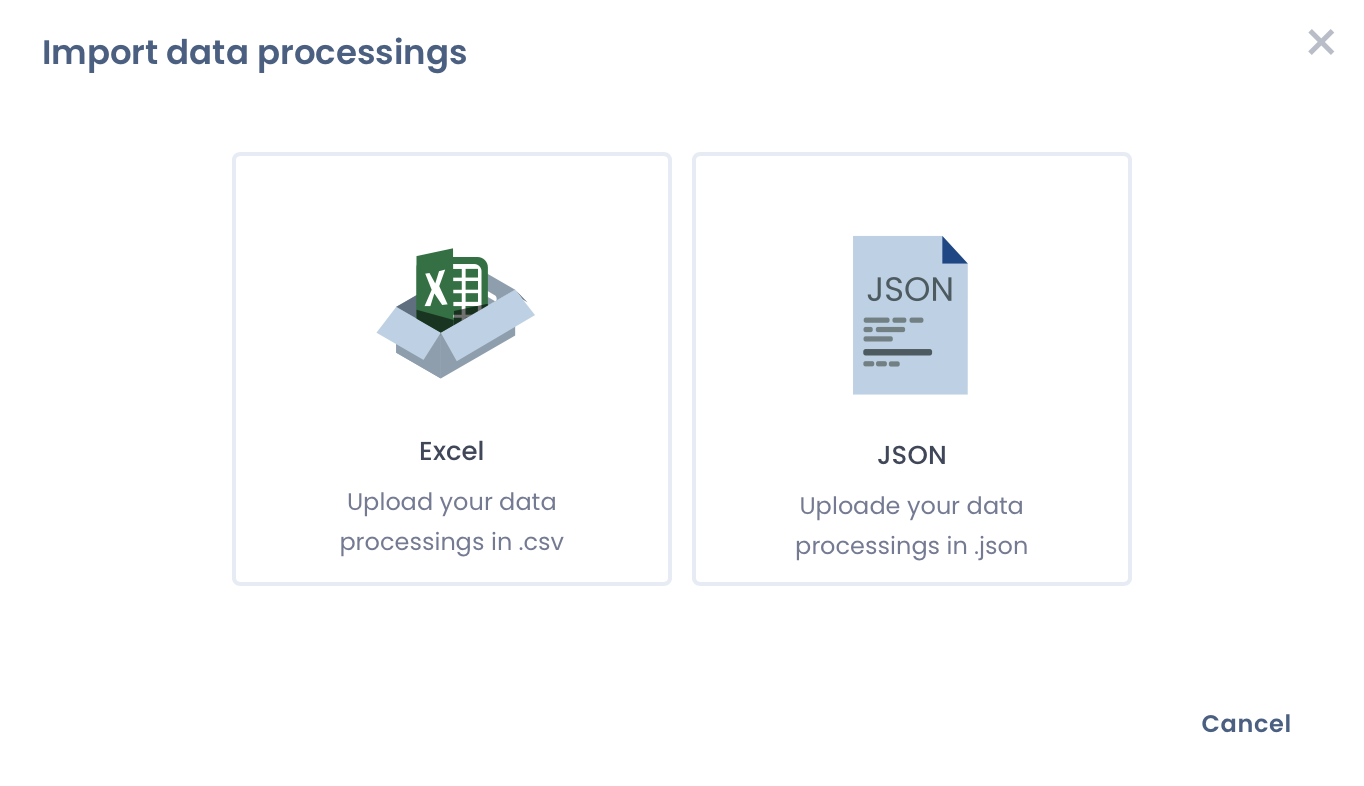 Import data processings
JSON
Excel
Upload your data
processings in .csv
JSON
Uploade your data
processings in .json
Cancel